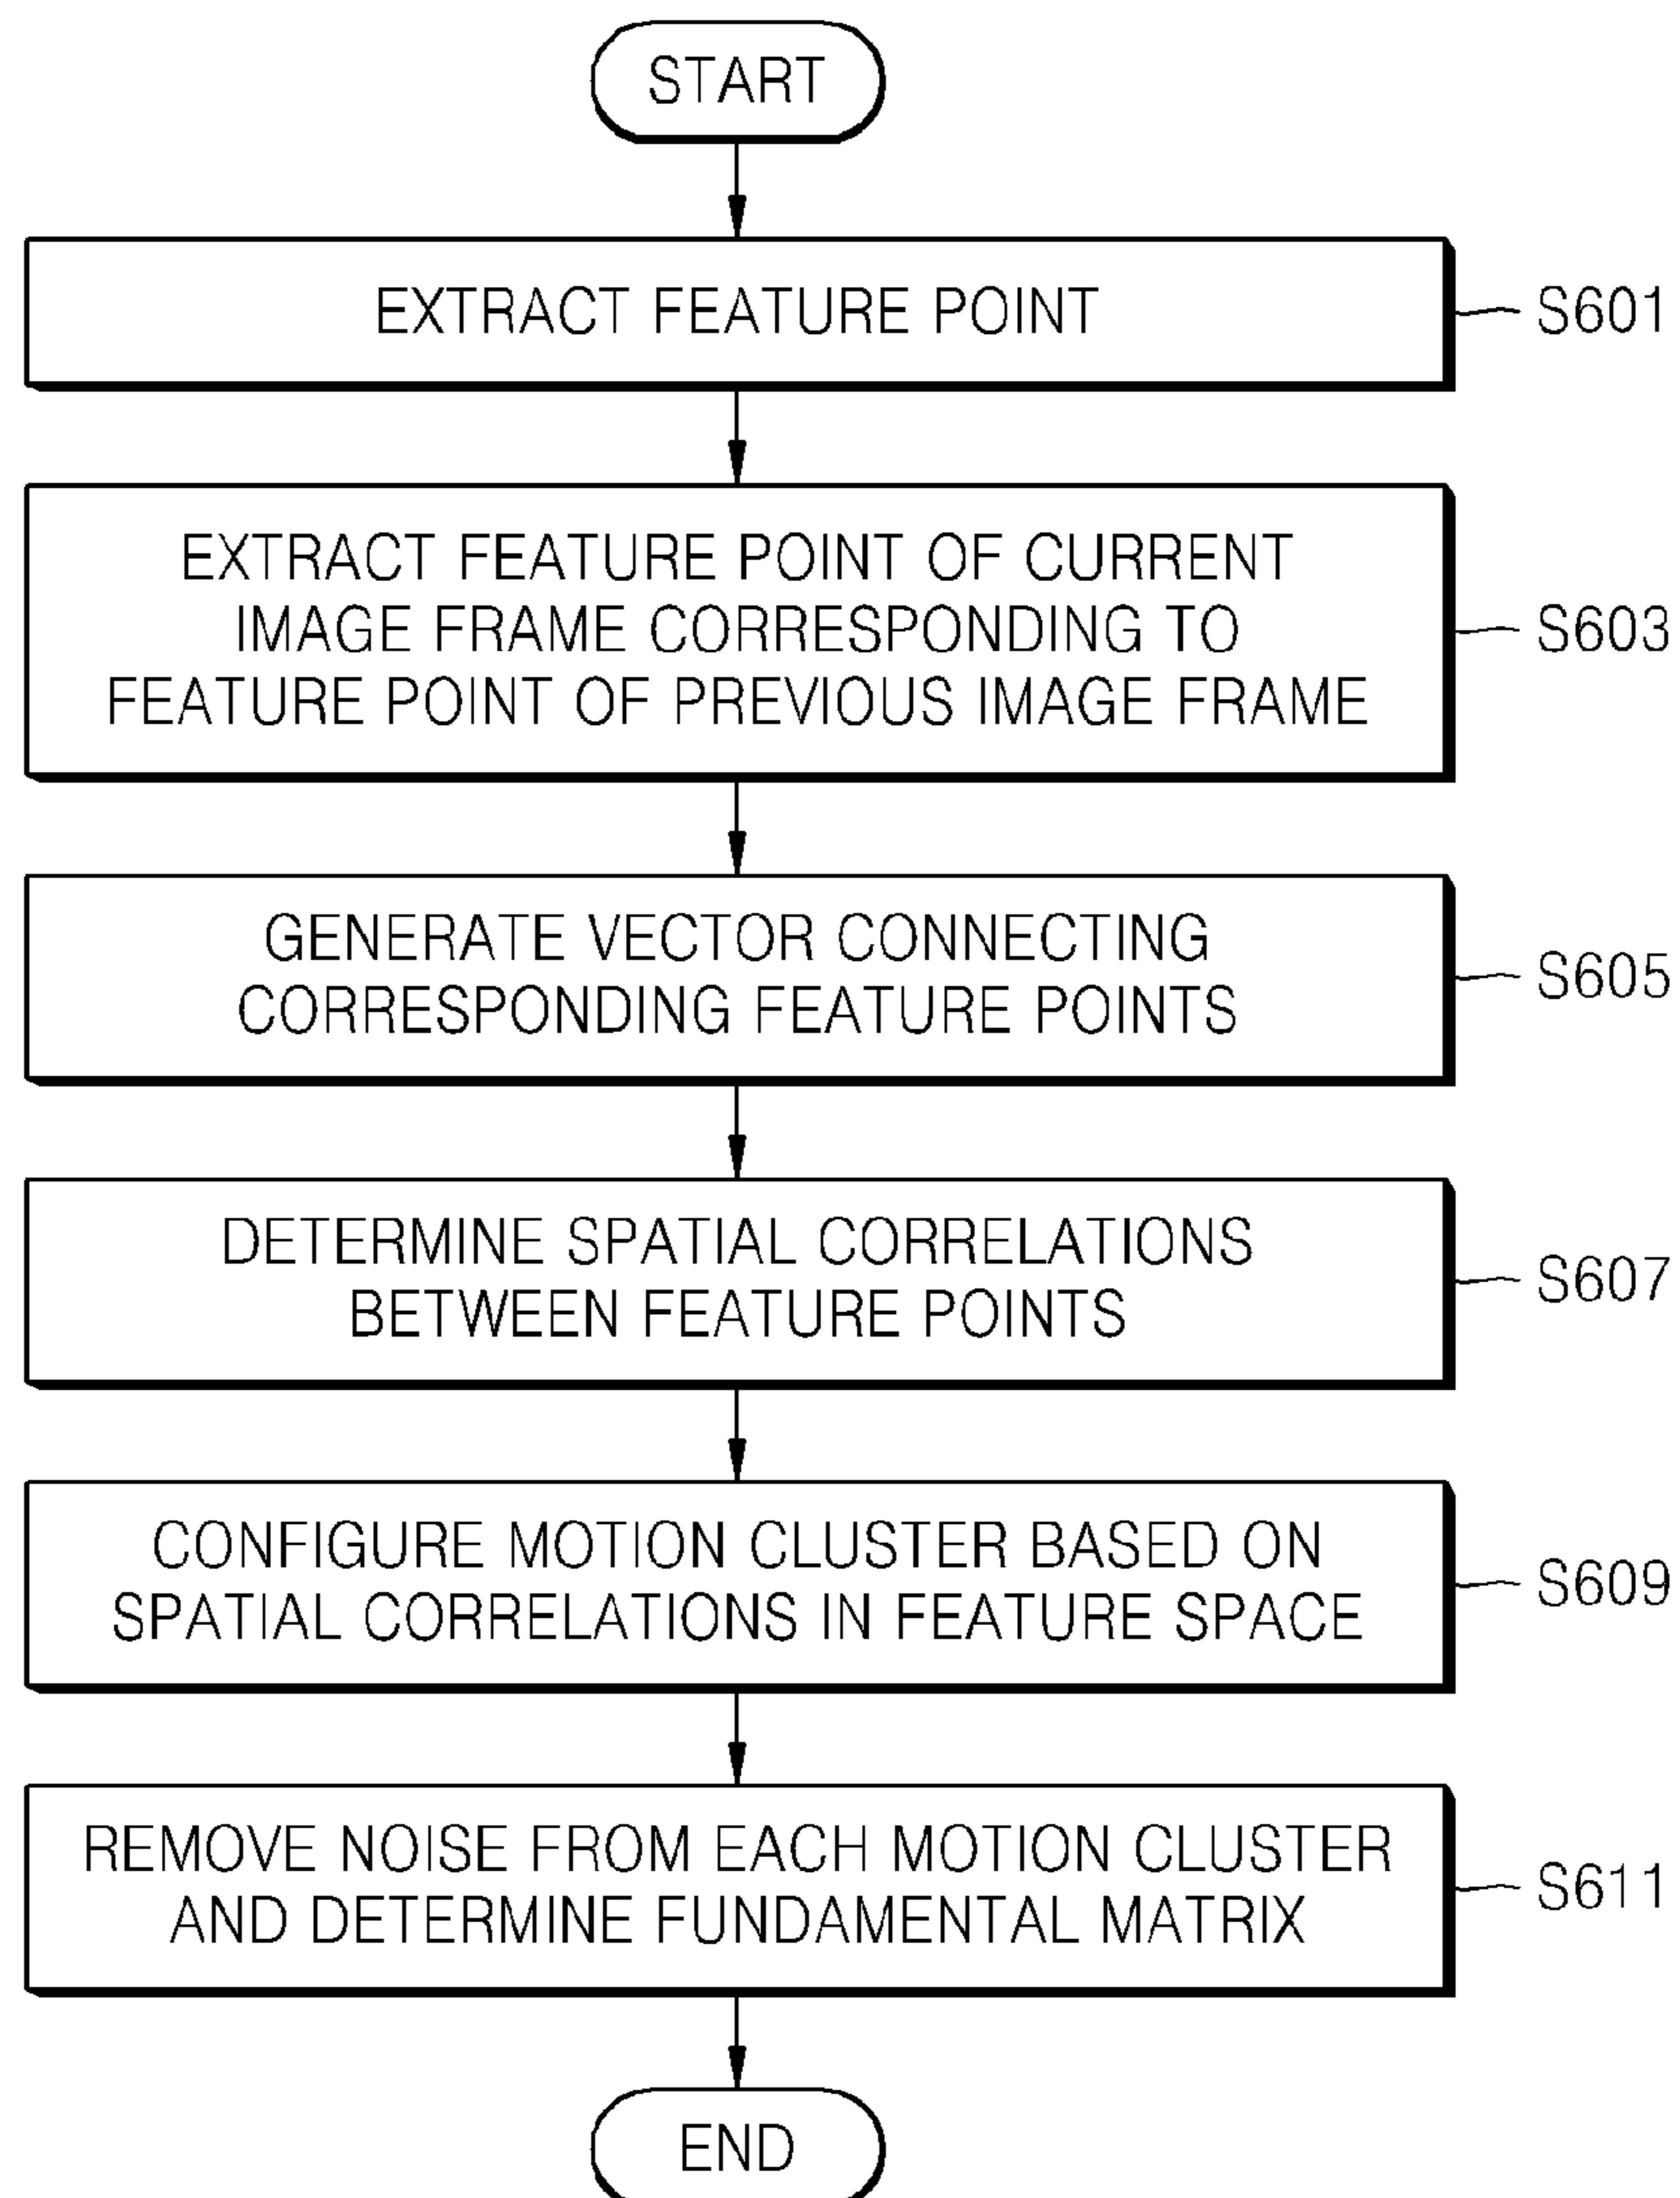 START
EXTRACT FEATURE POINT
S601
EXTRACT FEATURE POINT OF CURRENT
IMAGE FRAME CORRESPONDING TO
FEATURE POINT OF PREVIOUS IMAGE FRAME
S603
GENERATE VECTOR CONNECTING
CORRESPONDING FEATURE POINTS
S605
DETERMINE SPATIAL CORRELATIONS
BETWEEN FEATURE POINTS
S607
CONFIGURE MOTION CLUSTER BASED ON
SPATIAL CORRELATIONS IN FEATURE SPACE
S609
REMOVE NOISE FROM EACH MOTION CLUSTER
AND DETERMINE FUNDAMENTAL MATRIX
S611
END